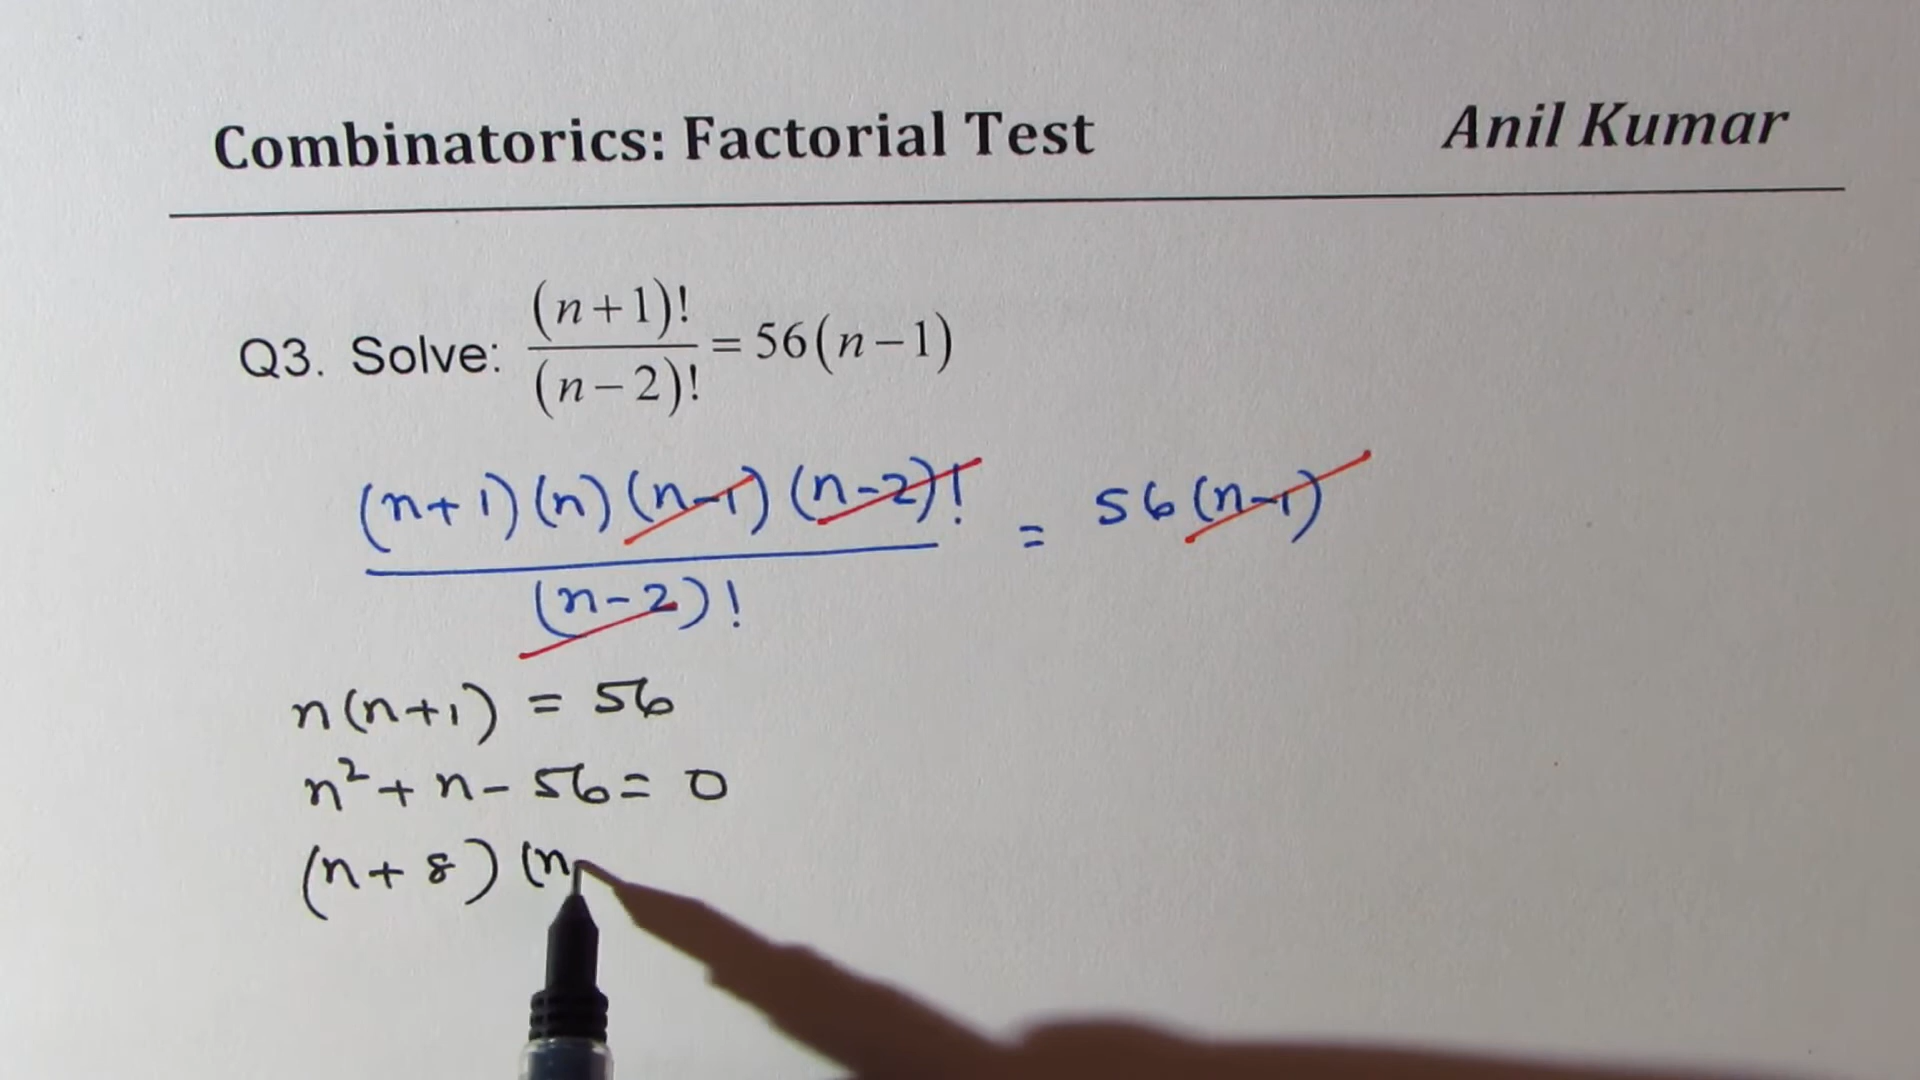 Combinatorics: Factorial Test Anil Kumar
Q3. Solve: (n+1)!/(n−2)! = 56(n−1)
(n+1)(n)(n-1)(n-2)!/(n-2)! = 56(n-1)
n(n+1) = 56
n²+n-56=0
(n+8)(n